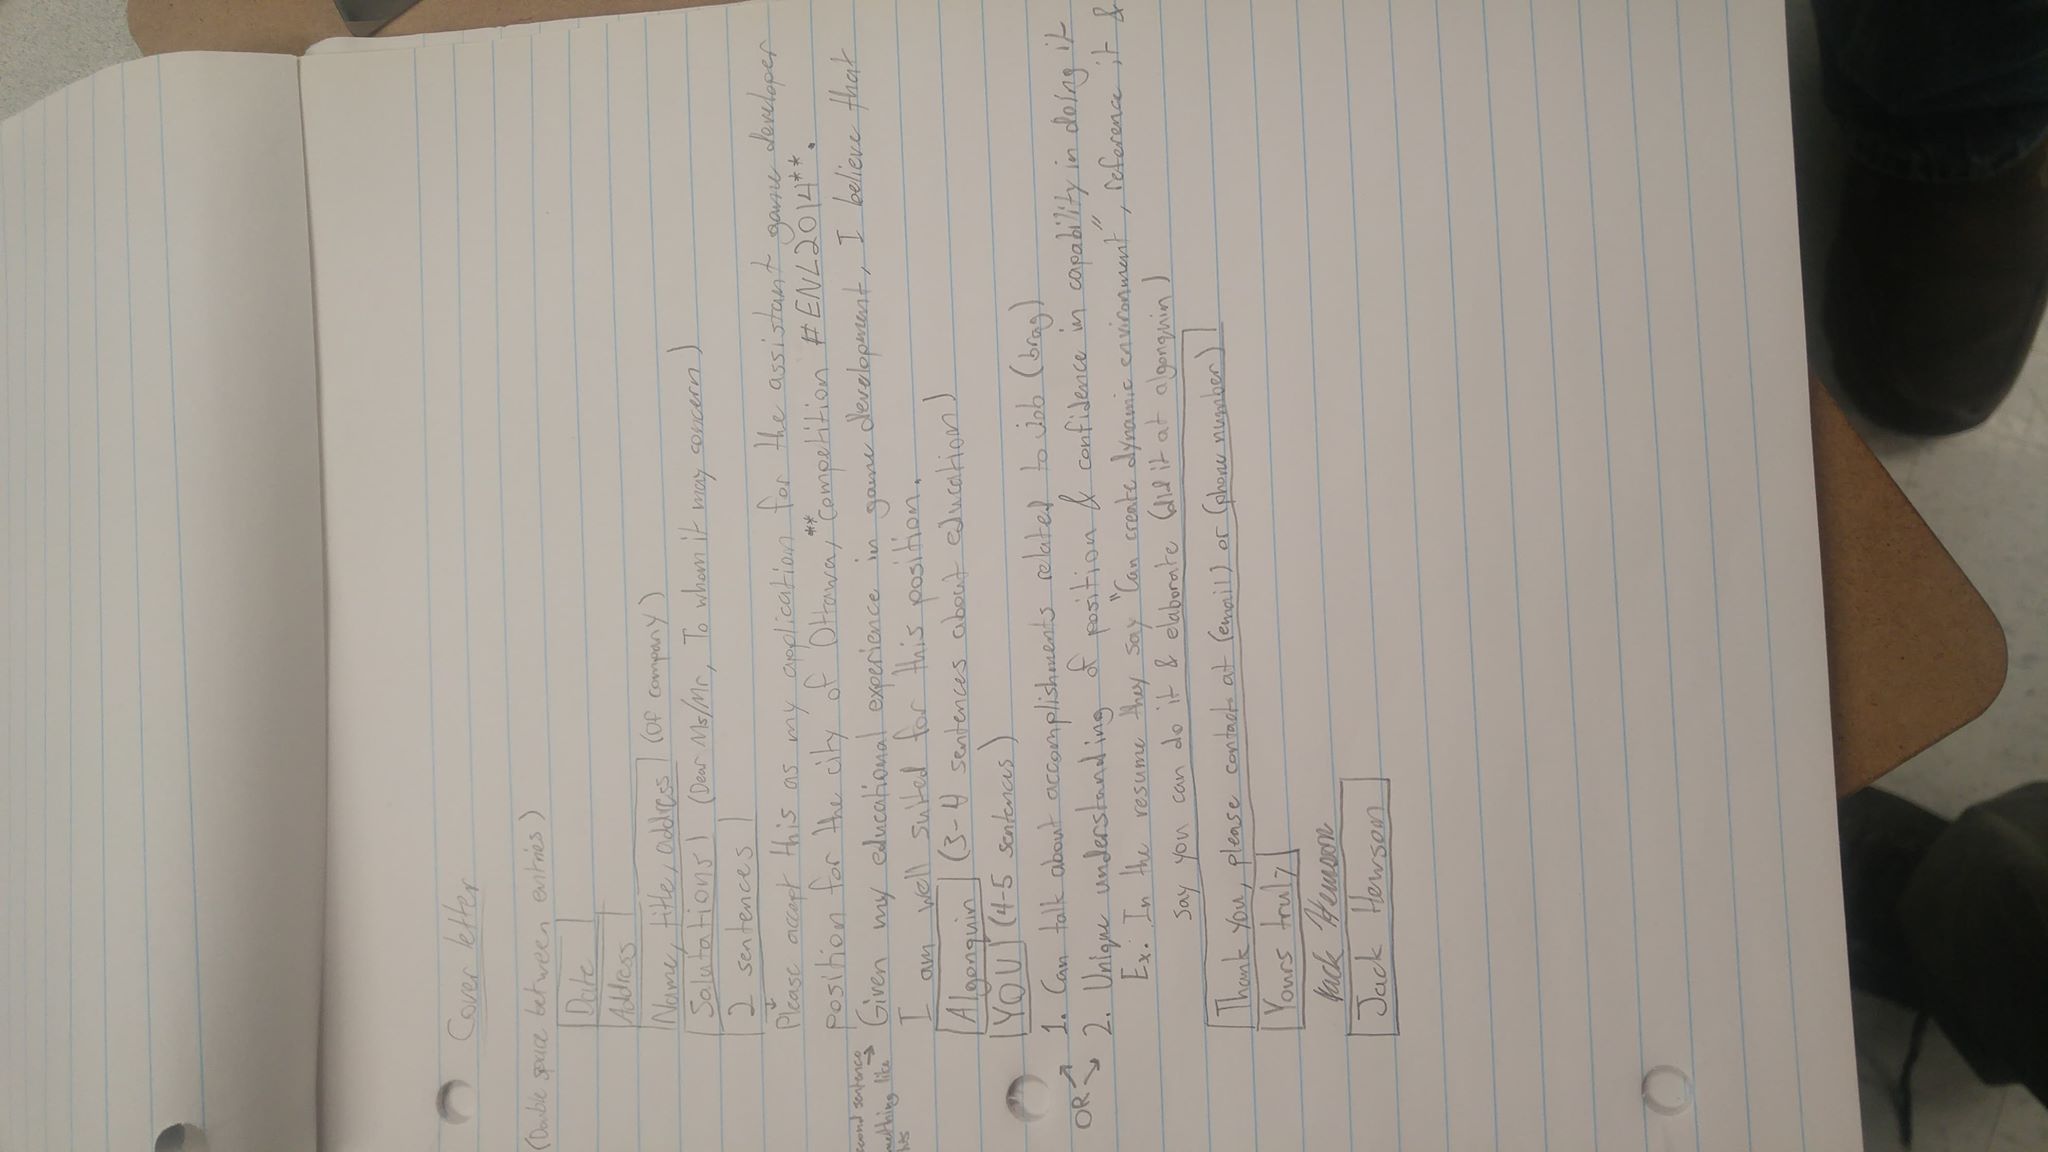 Cover letter
(Double space between entries)
Date
Address
Name, title, address (of company)
Salutations (Dear Ms/Mr, To whom it may concern)
2 sentences
Please accept this as my application for the assistant game developer
position for the city of Ottawa,** competition #ENL2014**.
second sentence something like this → Given my educational experience in game development, I believe that
I am well suited for this position.
Algonquin (3-4 sentences about education)
YOU (4-5 sentences)
OR 1. Can talk about accomplishments related to job (brag)
2. Unique understanding of position & confidence in capability in doing it
Ex: In the resume they say "Can create dynamic environment", reference it &
say you can do it & elaborate (did it at algonquin)
Thank you, please contact at (email) or (phone number)
Yours truly
Jack Hewson
Jack Hewson